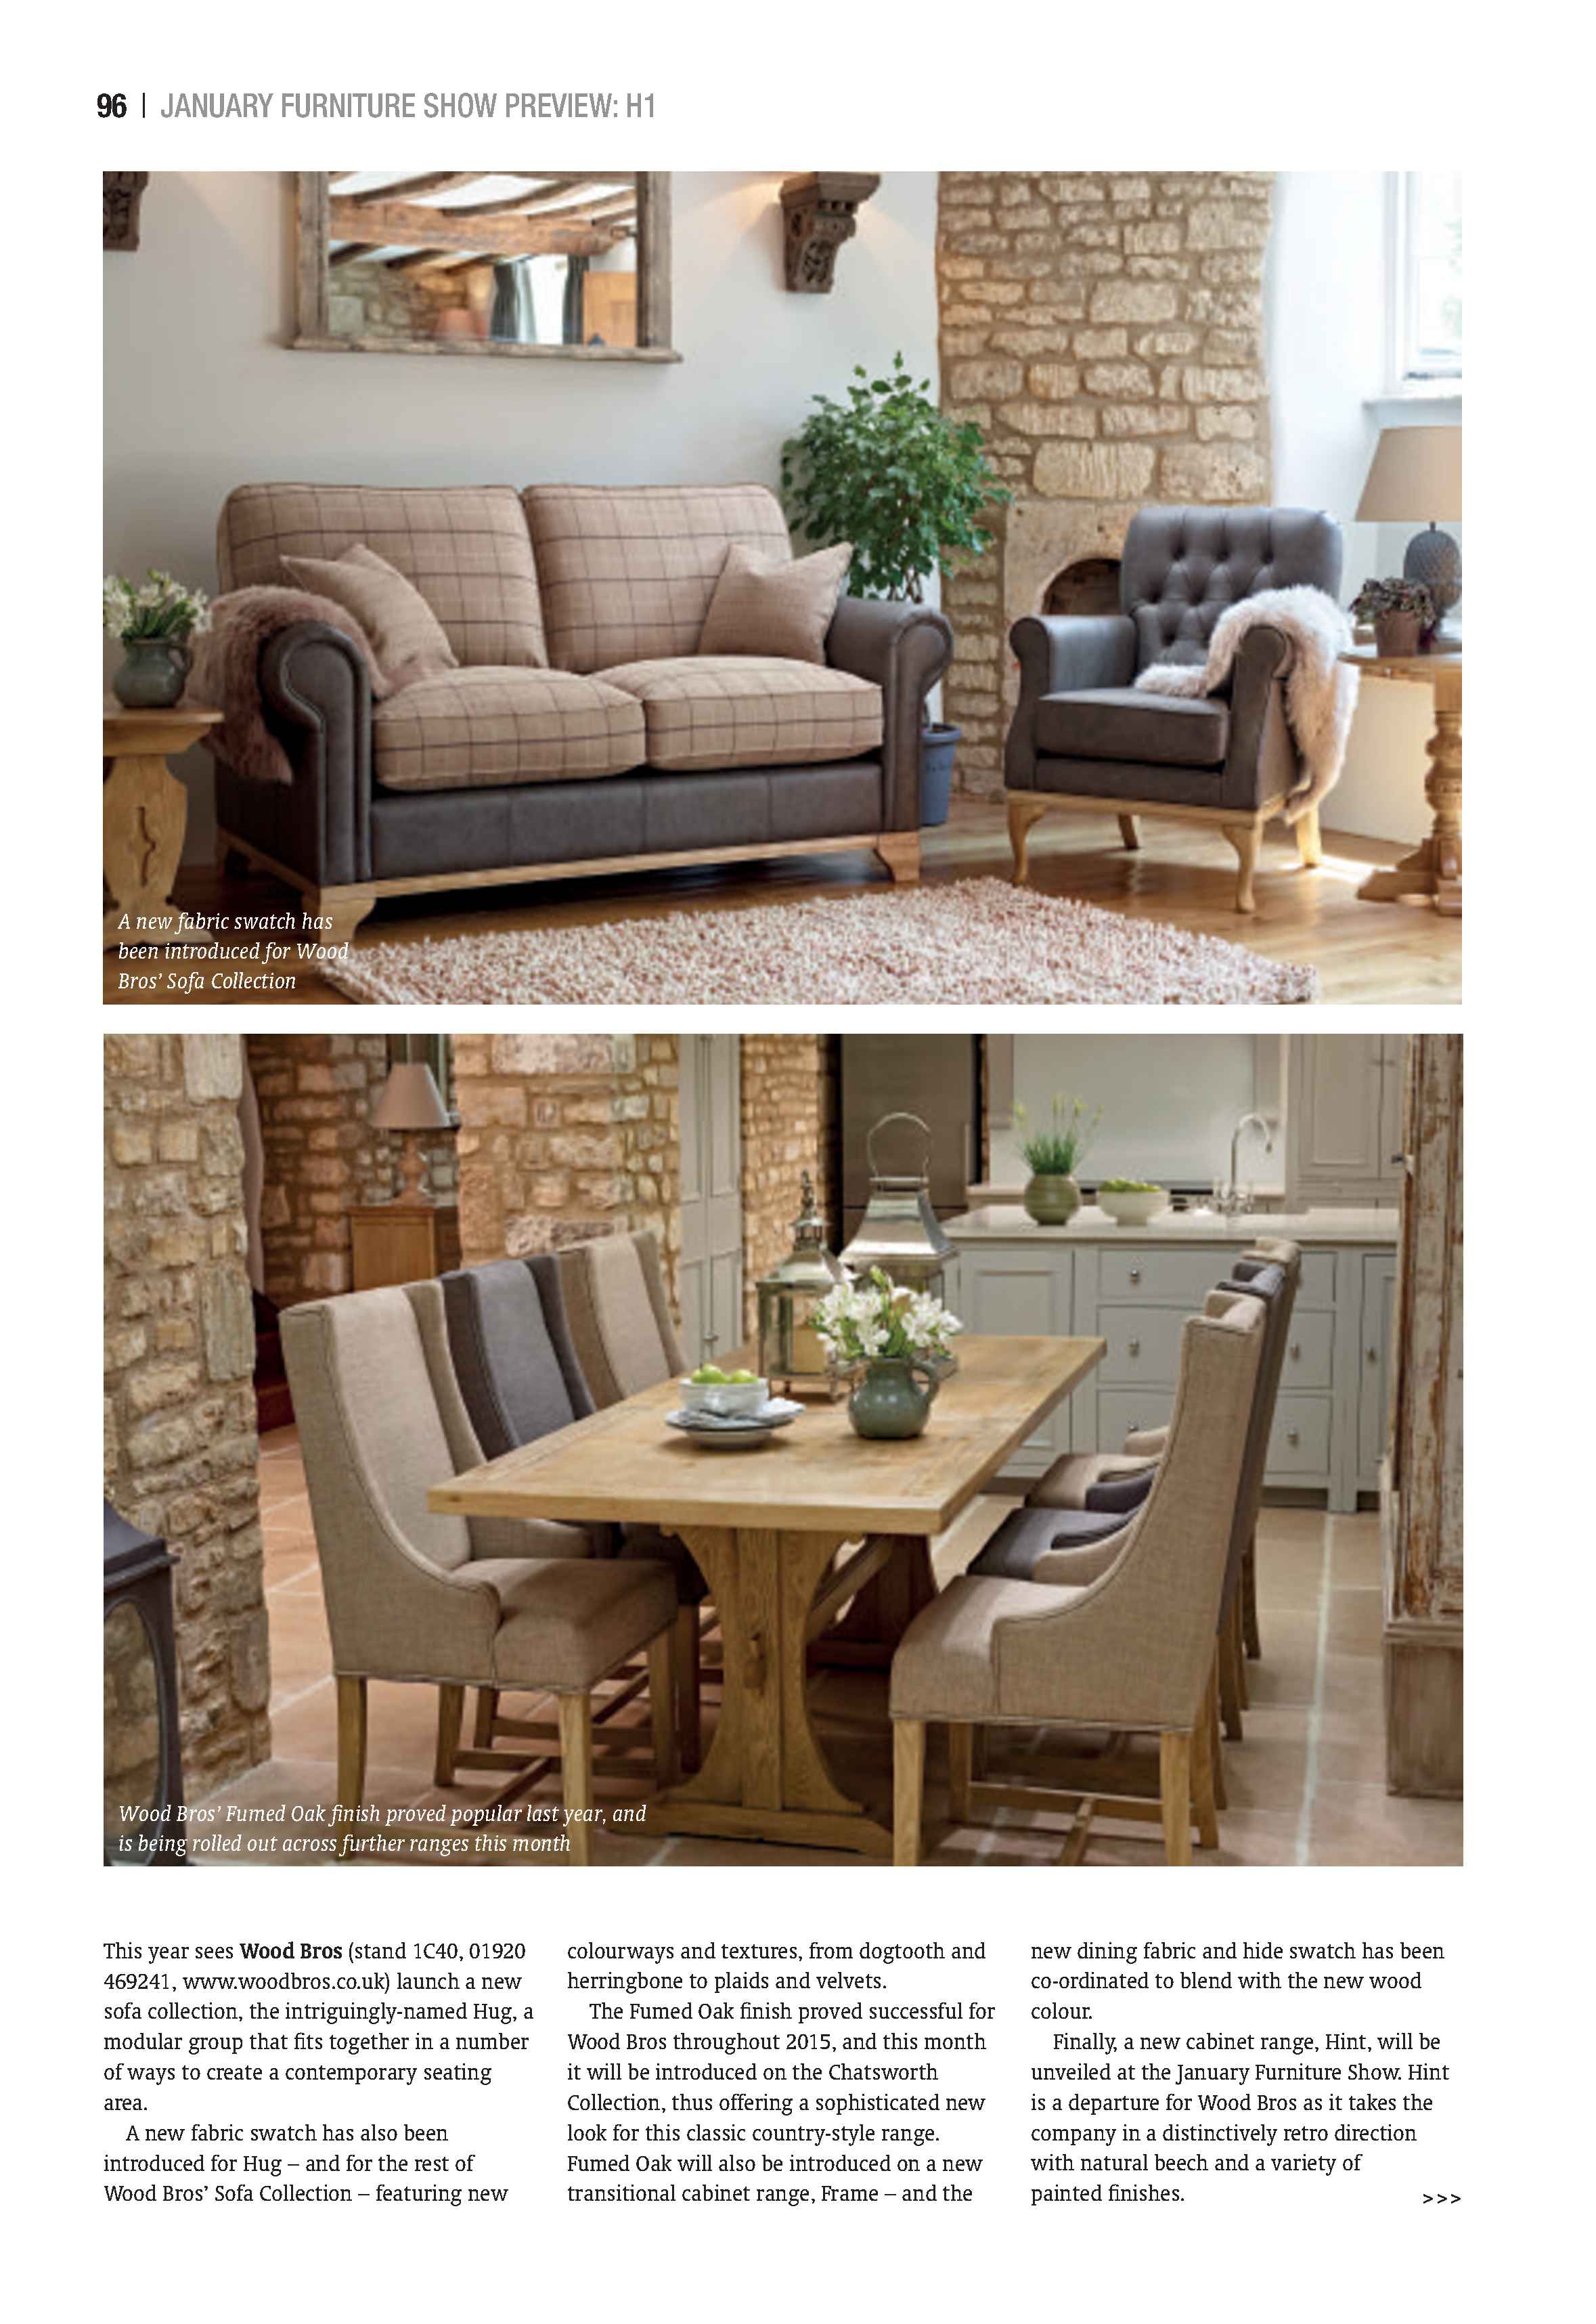 96 | JANUARY FURNITURE SHOW PREVIEW: H1
A new fabric swatch has
been introduced for Wood
Bros’ Sofa Collection
Wood Bros’ Fumed Oak finish proved popular last year, and
is being rolled out across further ranges this month
This year sees Wood Bros (stand 1C40, 01920
469241, www.woodbros.co.uk) launch a new
sofa collection, the intriguingly-named Hug, a
modular group that fits together in a number
of ways to create a contemporary seating
area.
A new fabric swatch has also been
introduced for Hug – and for the rest of
Wood Bros’ Sofa Collection – featuring new
colourways and textures, from dogtooth and
herringbone to plaids and velvets.
The Fumed Oak finish proved successful for
Wood Bros throughout 2015, and this month
it will be introduced on the Chatsworth
Collection, thus offering a sophisticated new
look for this classic country-style range.
Fumed Oak will also be introduced on a new
transitional cabinet range, Frame – and the
new dining fabric and hide swatch has been
co-ordinated to blend with the new wood
colour.
Finally, a new cabinet range, Hint, will be
unveiled at the January Furniture Show. Hint
is a departure for Wood Bros as it takes the
company in a distinctively retro direction
with natural beech and a variety of
painted finishes.
>>>